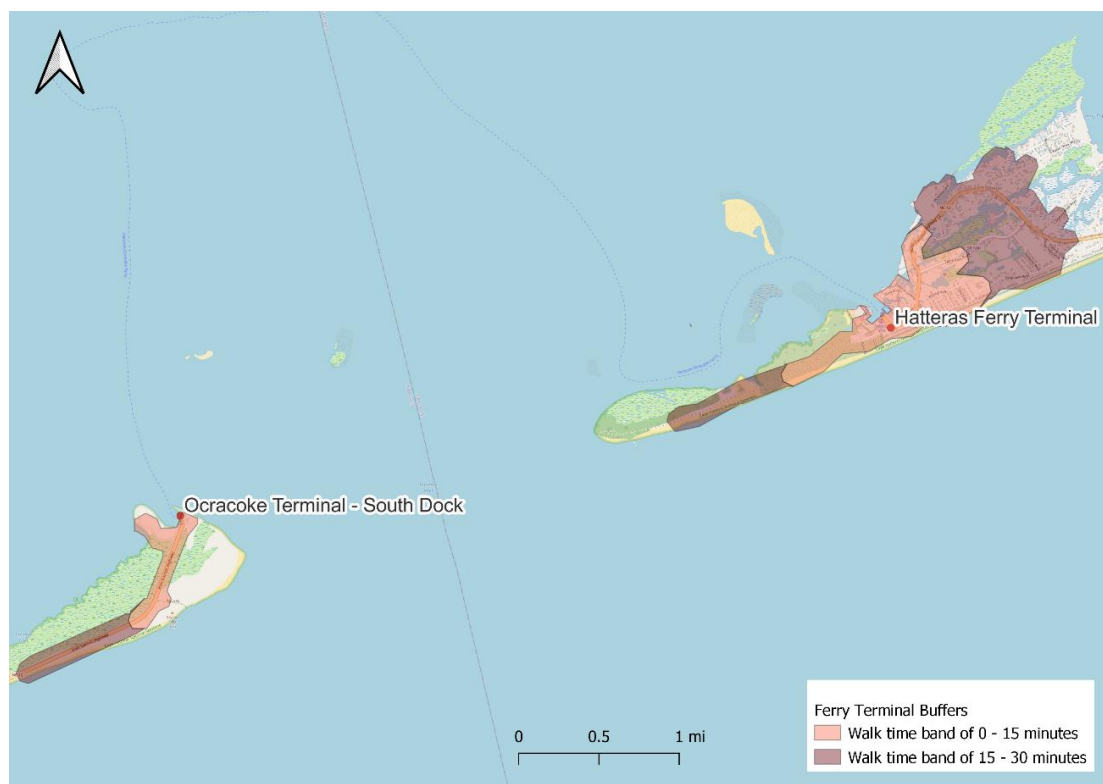 Hatteras Ferry Terminal
Ocracoke Terminal - South Dock
0 0.5 1 mi
Ferry Terminal Buffers
Walk time band of 0 - 15 minutes
Walk time band of 15 - 30 minutes